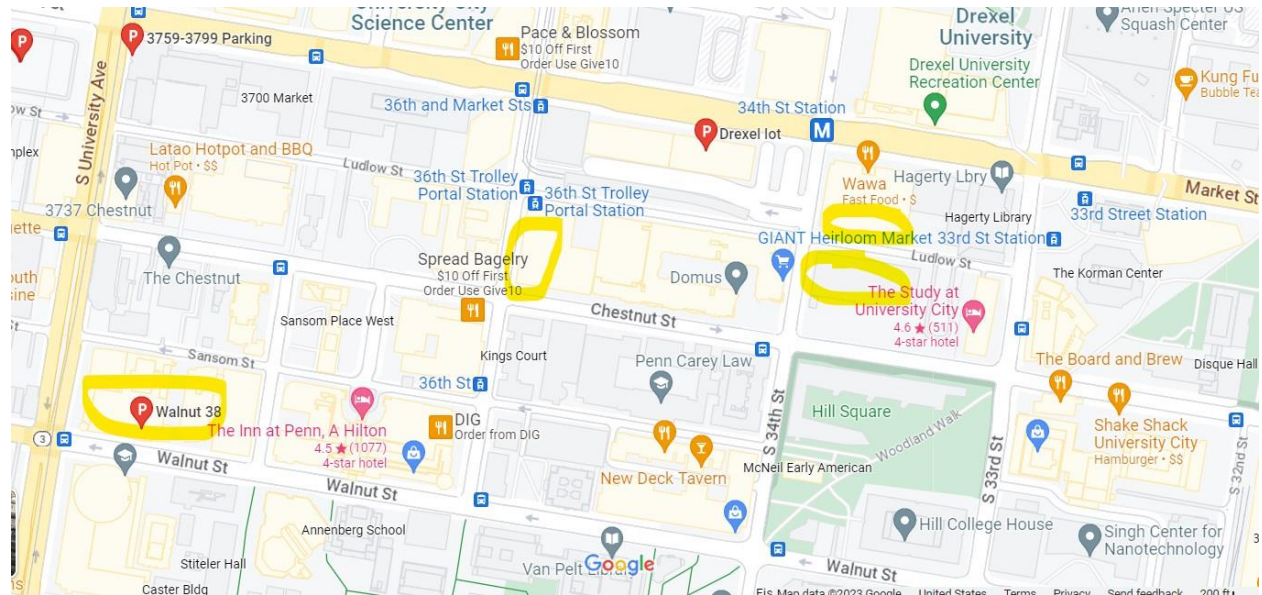 Science Center
Drexel
University
Squash Center
3759-3799 Parking
Pace & Blossom
$10 Off First
Order Use Give10
Drexel University
Recreation Center
Kung Fu
S University Ave
3700 Market
36th and Market Sts
34th St Station
M
Drexel lot
Latao Hotpot and BBQ
Hot Pot • $$
Ludlow St
36th St Trolley
Portal Station
36th St Trolley
Portal Station
Wawa
Fast Food • $
Hagerty Lbry
Hagerty Library
Market St
33rd Street Station
3737 Chestnut
GIANT Heirloom Market
33rd St Station
Ludlow St
The Chestnut
Spread Bagelry
$10 Off First
Order Use Give10
Domus
The Korman Center
The Study at
University City
4.6 ★ (511)
4-star hotel
Chestnut St
Sansom Place West
Kings Court
Penn Carey Law
Sansom St
The Board and Brew
Disque Hall
36th St
Hill Square
Woodland Walk
S 34th St
S 33rd St
S 32nd St
P
Walnut 38
The Inn at Penn, A Hilton
4.5 ★ (1077)
4-star hotel
DIG
Order from DIG
Shake Shack
University City
Hamburger • $$
3
Walnut St
Walnut St
New Deck Tavern
McNeil Early American
Annenberg School
Hill College House
Singh Center for
Nanotechnology
Stiteler Hall
Van Pelt
Google
Walnut St
Caster Bldg
Map data ©2023 Google
United States
Terms
Privacy
Send feedback
200 ft